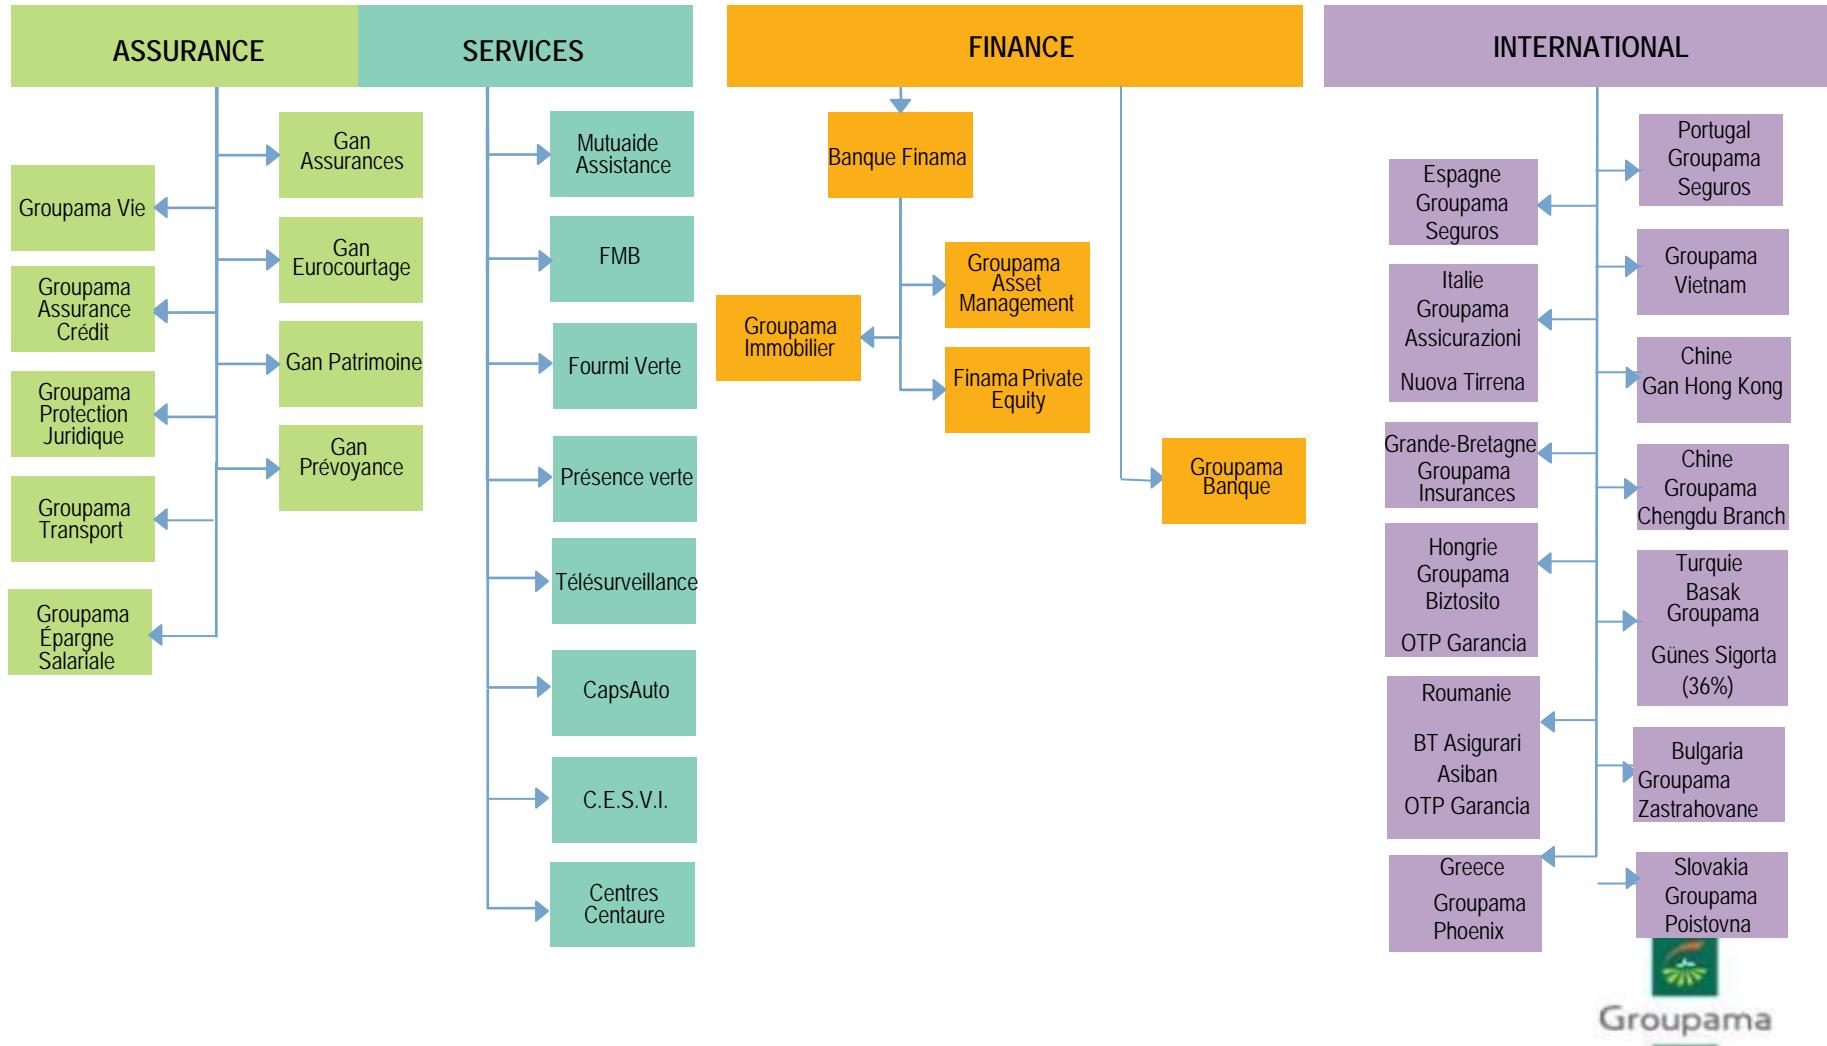 ASSURANCE
SERVICES
FINANCE
INTERNATIONAL
Groupama Vie
Groupama
Assurance
Crédit
Groupama
Protection
Juridique
Groupama
Transport
Groupama
Épargne
Salariale
Gan
Assurances
Gan
Eurocourtage
Gan Patrimoine
Gan
Prévoyance
Mutuaide
Assistance
FMB
Fourmi Verte
Présence verte
Télésurveillance
CapsAuto
C.E.S.V.I.
Centres
Centaure
Banque Finama
Groupama
Asset
Management
Groupama
Immobilier
Finama Private
Equity
Groupama
Banque
Espagne
Groupama
Seguros
Italie
Groupama
Assicurazioni
Nuova Tirrena
Grande-Bretagne
Groupama
Insurances
Hongrie
Groupama
Biztosito
OTP Garancia
Roumanie
BT Asigurari
Asiban
OTP Garancia
Greece
Groupama
Phoenix
Portugal
Groupama
Seguros
Groupama
Vietnam
Chine
Gan Hong Kong
Chine
Groupama
Chengdu Branch
Turquie
Basak
Groupama
Günes Sigorta
(36%)
Bulgaria
Groupama
Zastrahovane
Slovakia
Groupama
Poistovna
Groupama